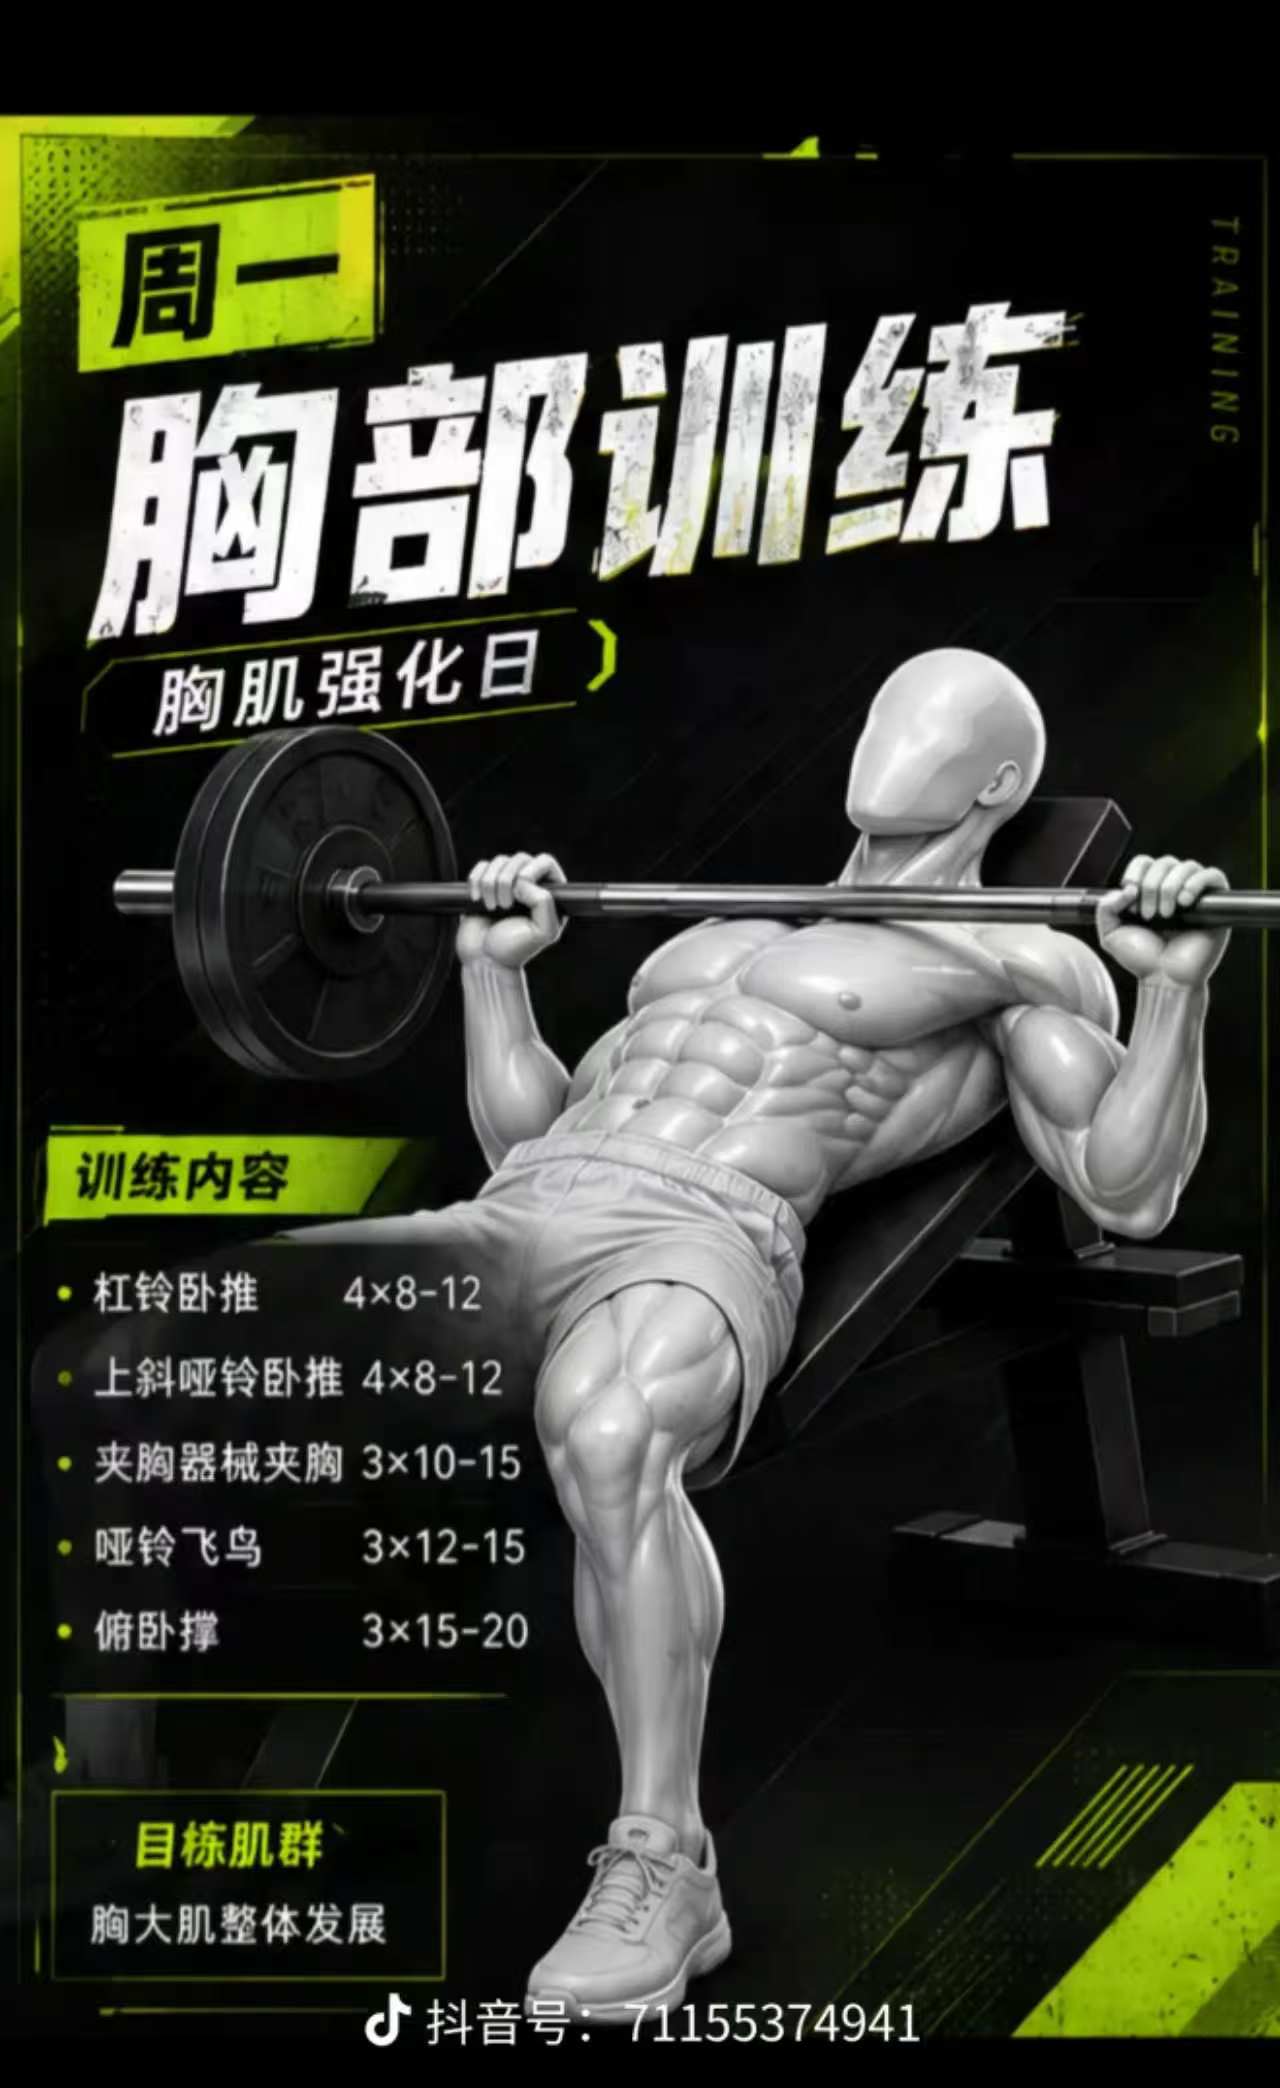 周一
TRAINING
胸部训练
胸肌强化日
训练内容
杠铃卧推 4×8-12
上斜哑铃卧推 4×8-12
夹胸器械夹胸 3×10-15
哑铃飞鸟 3×12-15
俯卧撑 3×15-20
目栋肌群
胸大肌整体发展
抖音号：71155374941